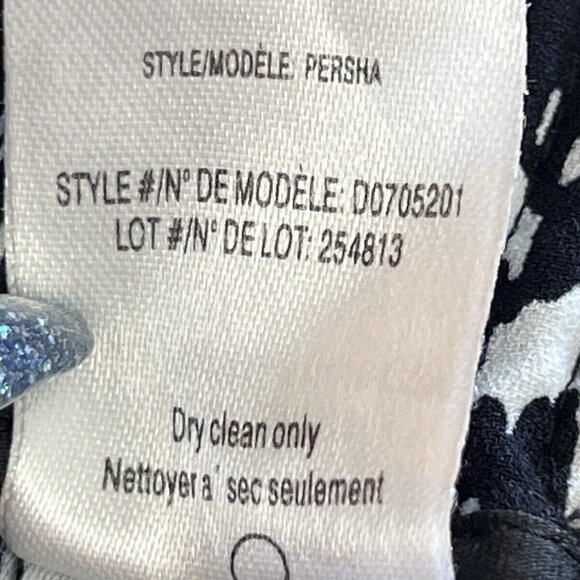 STYLE/MODÈLE: PERSHA
STYLE #/N° DE MODÈLE: D0705201
LOT #/N° DE LOT: 254813
Dry clean only
Nettoyer a' sec seulement